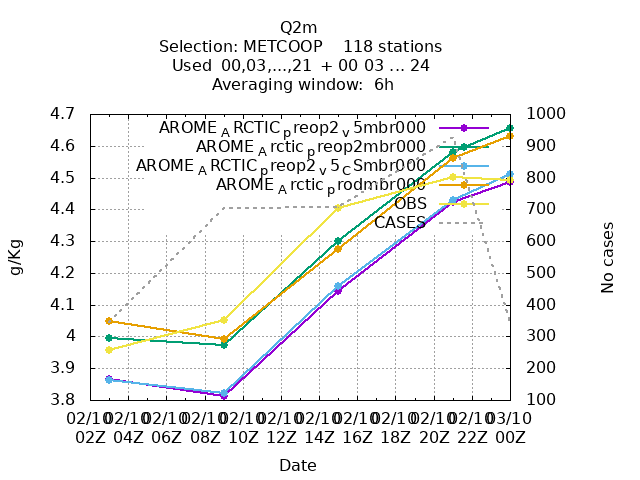 Q2m
Selection: METCOOP    118 stations
Used  00,03,...,21  + 00 03 ... 24
Averaging window:  6h
4.7
4.6
4.5
4.4
4.3
4.2
4.1
4
3.9
3.8
g/Kg
1000
900
800
700
600
500
400
300
200
100
No cases
AROME_ARCTIC_preop2_v5mbr000
AROME_Arctic_preop2mbr000
AROME_ARCTIC_preop2_v5_CSmbr000
AROME_Arctic_prodmbr000
OBS
CASES
02/10 02/10 02/10 02/10 02/10 02/10 02/10 02/10 02/10 02/10 02/10 03/10
02Z 04Z 06Z 08Z 10Z 12Z 14Z 16Z 18Z 20Z 22Z 00Z
Date